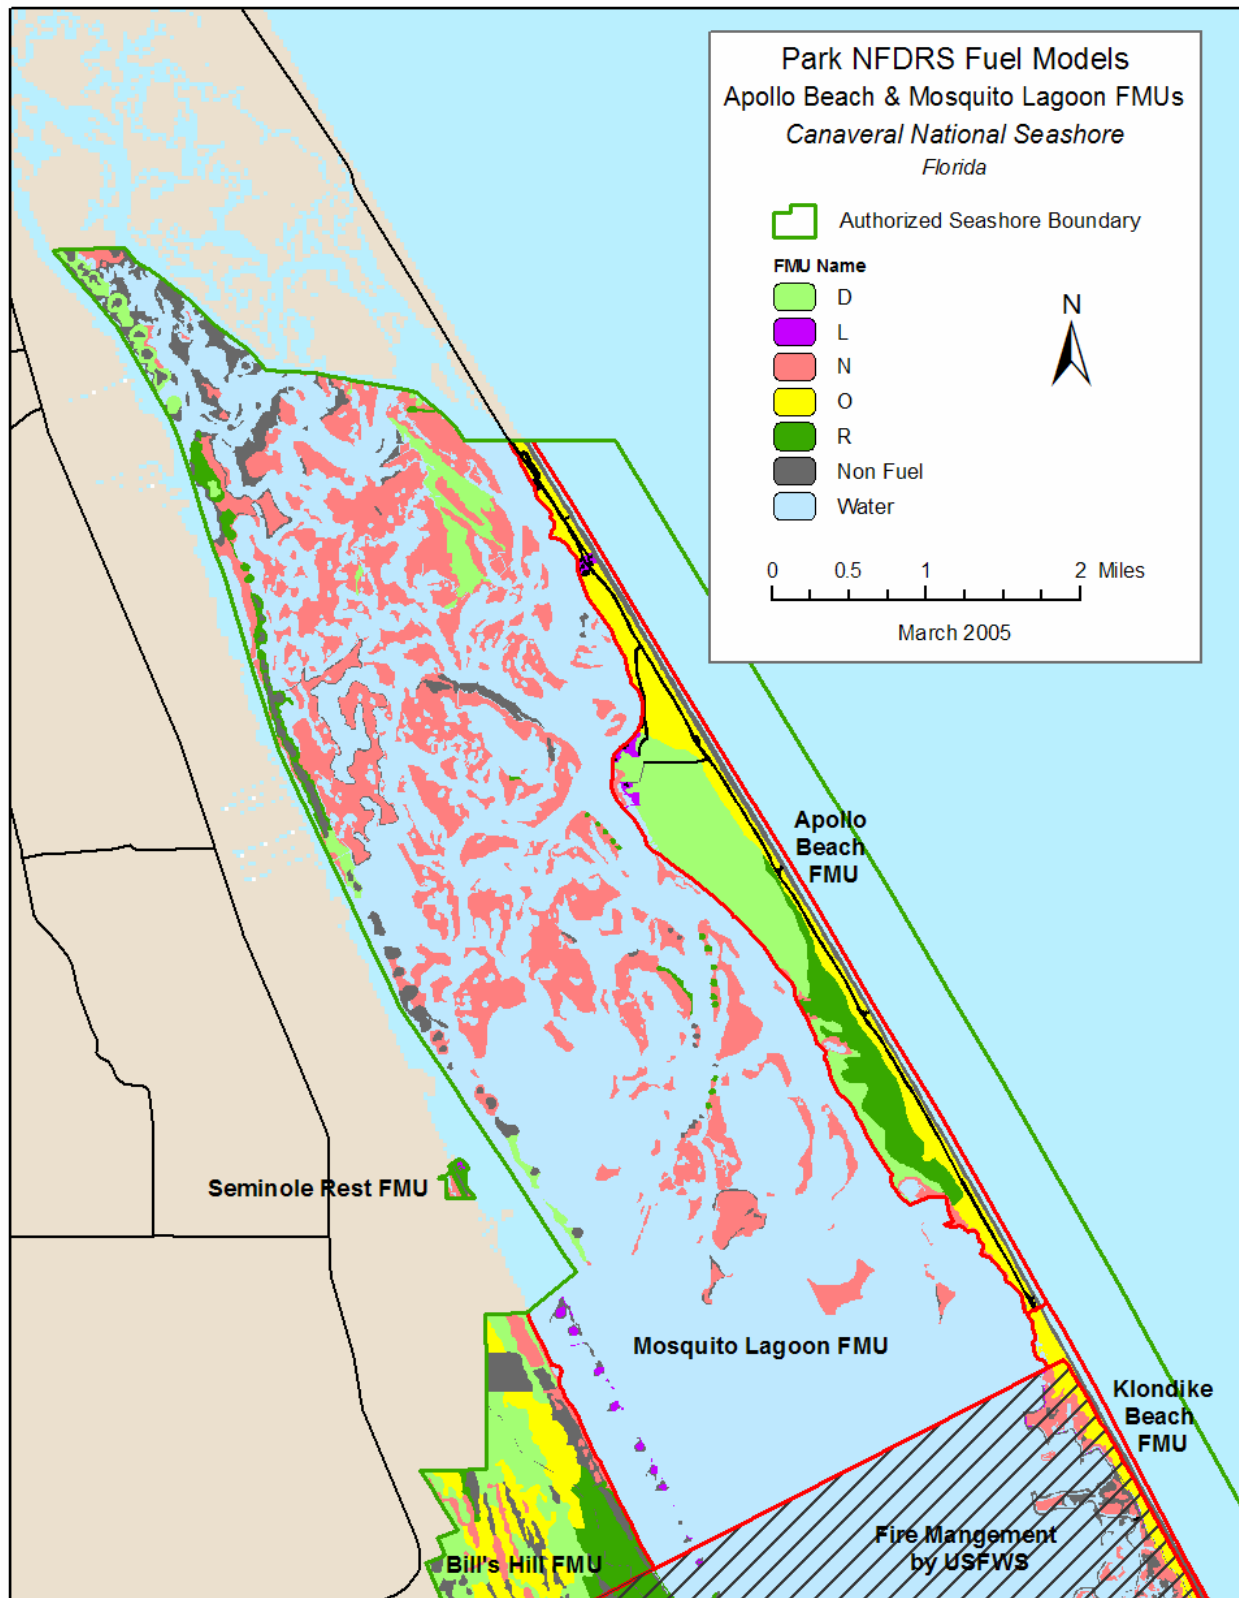 Park NFDRS Fuel Models
Apollo Beach & Mosquito Lagoon FMUs
Canaveral National Seashore
Florida
Authorized Seashore Boundary
FMU Name
D
L
N
O
R
Non Fuel
Water
N
0 0.5 1 2 Miles
March 2005
Apollo
Beach
FMU
Seminole Rest FMU
Mosquito Lagoon FMU
Klondike
Beach
FMU
Fire Mangement
by USFWS
Bill's Hill FMU